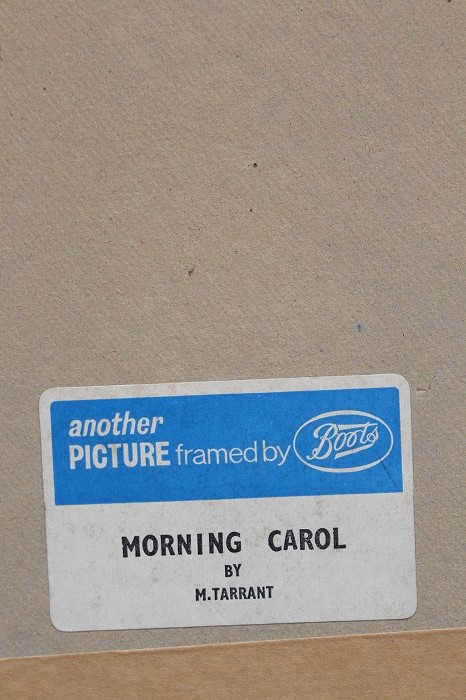 another
PICTURE framed by Boots
MORNING CAROL
BY
M.TARRANT